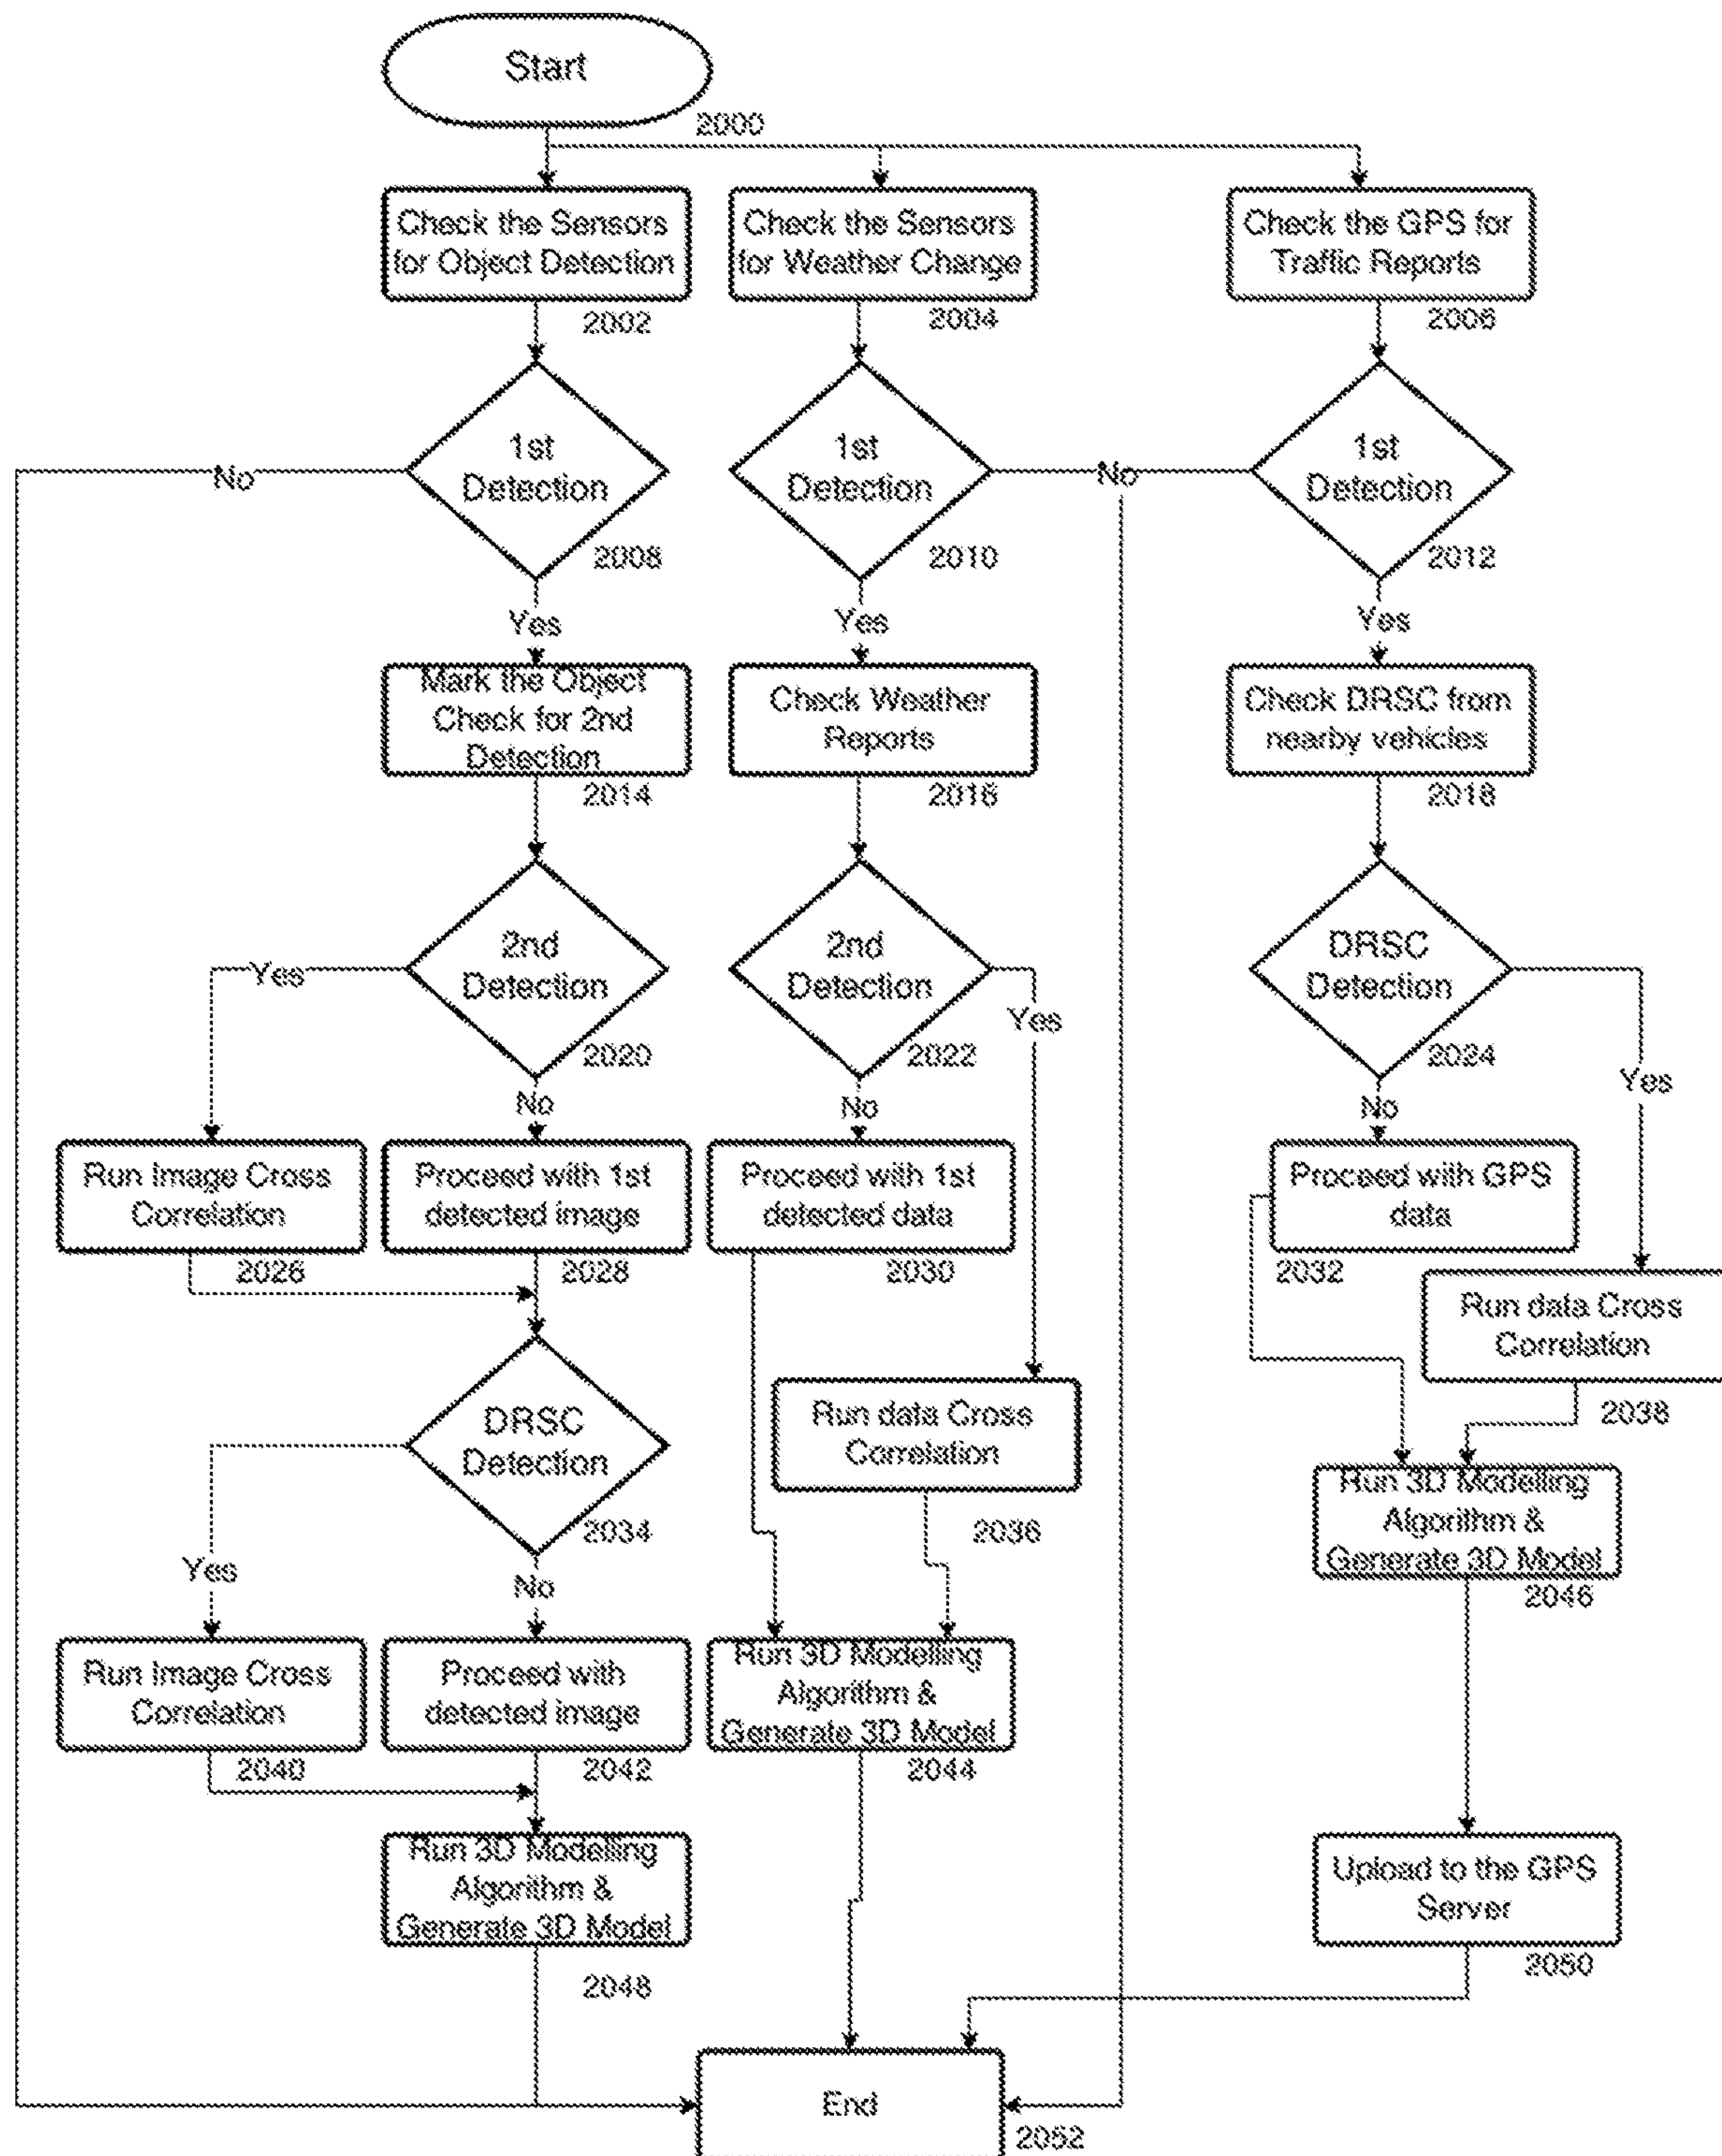 Start
2000
Check the Sensors
for Object Detection
2002
Check the Sensors
for Weather Change
2004
Check the GPS for
Traffic Reports
2006
1st
Detection
2008
No
1st
Detection
2010
No
1st
Detection
2012
Yes
Yes
Yes
Mark the Object
Check for 2nd
Detection
2014
Check Weather
Reports
2016
Check DRSC from
nearby vehicles
2018
2nd
Detection
2020
Yes
2nd
Detection
2022
Yes
DRSC
Detection
2024
Yes
No
No
No
Run Image Cross
Correlation
2026
Proceed with 1st
detected image
2028
Proceed with 1st
detected data
2030
Proceed with GPS
data
2032
Run data Cross
Correlation
2038
DRSC
Detection
2034
Run data Cross
Correlation
2036
Run 3D Modelling
Algorithm &
Generate 3D Model
2046
Yes
No
Run Image Cross
Correlation
2040
Proceed with
detected image
2042
Run 3D Modelling
Algorithm &
Generate 3D Model
2044
Run 3D Modelling
Algorithm &
Generate 3D Model
2048
Upload to the GPS
Server
2050
End
2052